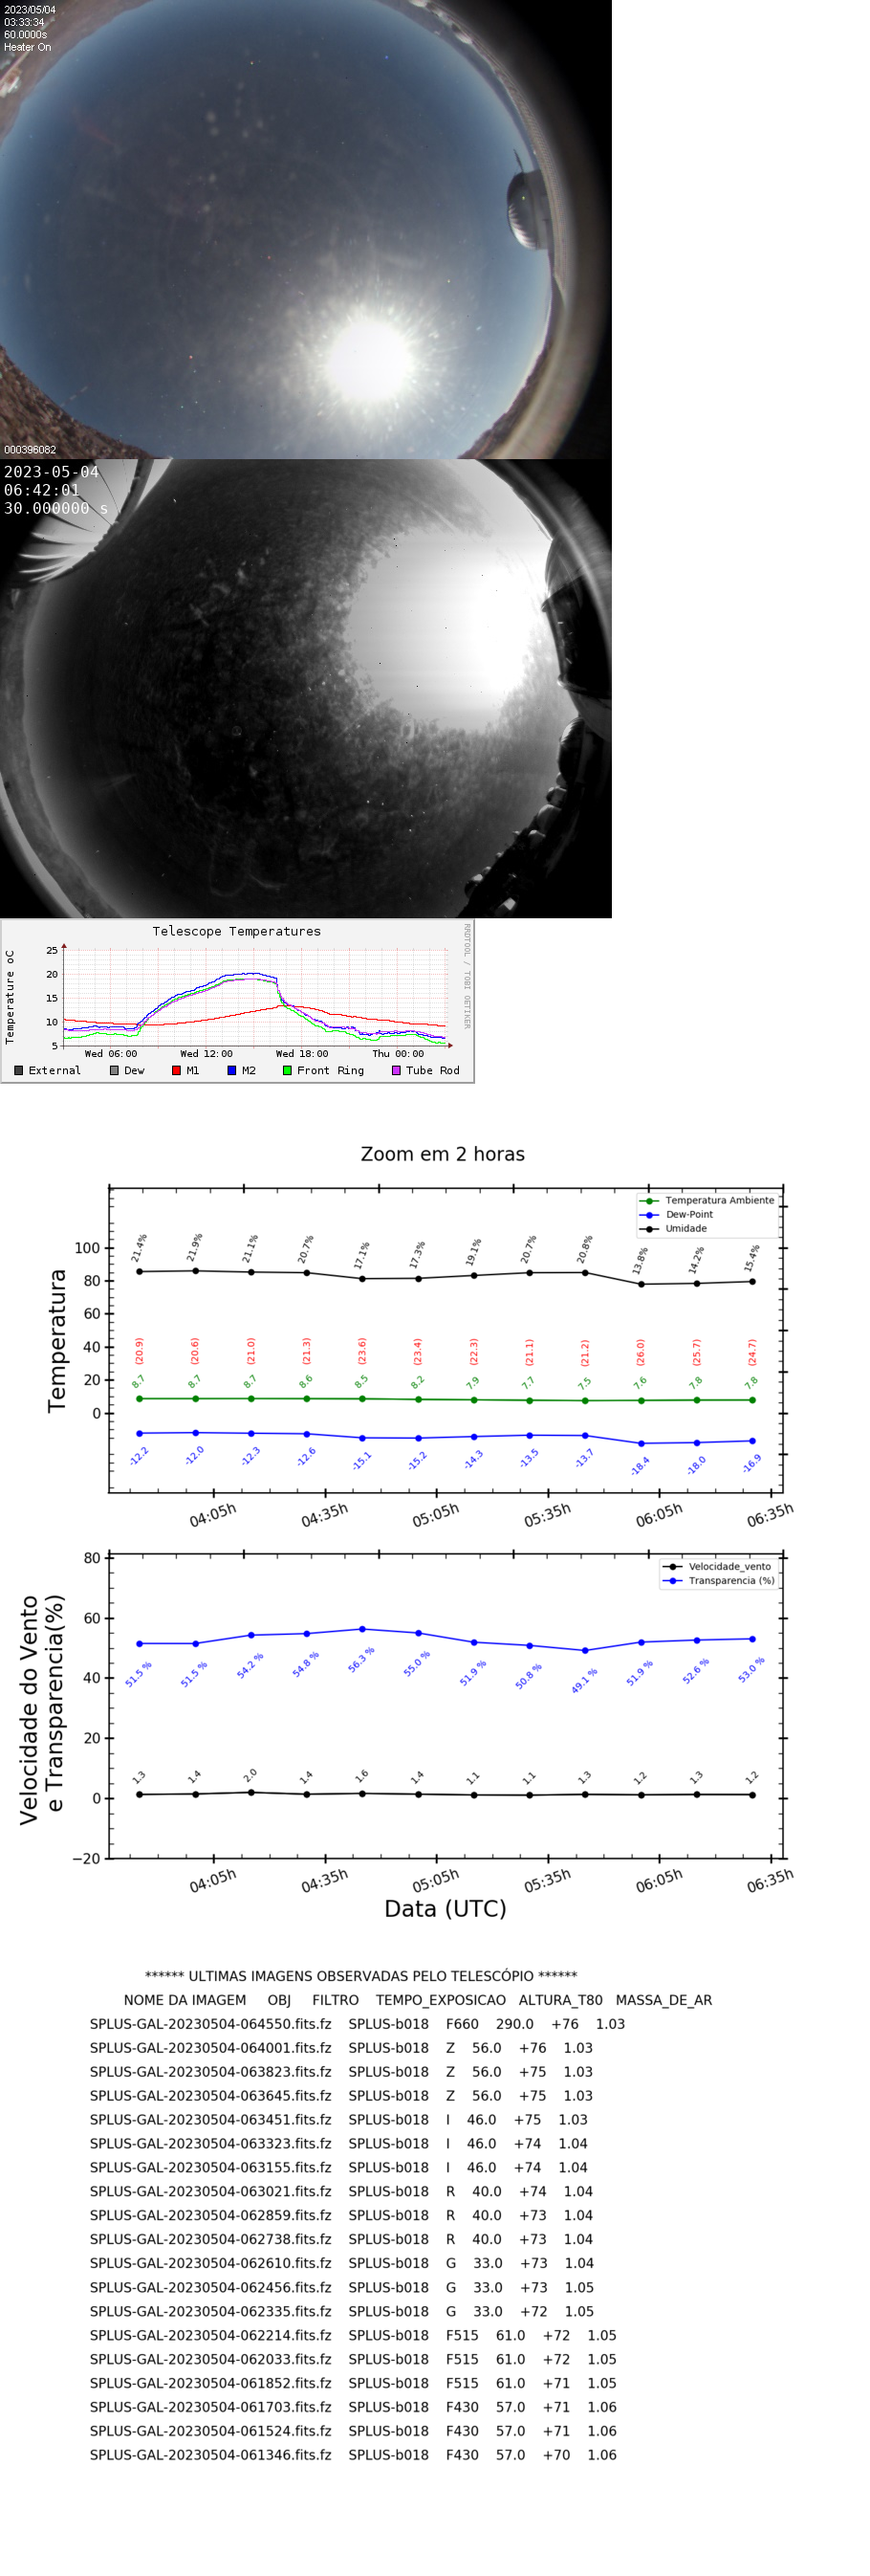 2023/05/04
03:33:34
60.0000s
Heater On
000396082
2023-05-04
06:42:01
30.000000 s
Telescope Temperatures
RRDTOOL / TOBI OETIKER
Temperature oC
25
20
15
10
5
Wed 06:00 Wed 12:00 Wed 18:00 Thu 00:00
External Dew M1 M2 Front Ring Tube Rod
Zoom em 2 horas
Temperatura Ambiente
Dew-Point
Umidade
Temperatura
100
80
60
40
20
0
21.4% 21.9% 21.1% 20.7% 17.1% 17.3% 19.1% 20.7% 20.8% 13.8% 14.2% 15.4%
(20.9) (20.6) (21.0) (21.3) (23.6) (23.4) (22.3) (21.1) (21.2) (26.0) (25.7) (24.7)
8.7 8.7 8.7 8.6 8.5 8.2 7.9 7.7 7.5 7.6 7.8 7.8
-12.2 -12.0 -12.3 -12.6 -15.1 -15.2 -14.3 -13.5 -13.7 -18.4 -18.0 -16.9
04:05h 04:35h 05:05h 05:35h 06:05h 06:35h
Velocidade_vento
Transparencia (%)
Velocidade do Vento
e Transparencia(%)
80
60
40
20
0
−20
51.5 % 51.5 % 54.2 % 54.8 % 56.3 % 55.0 % 51.9 % 50.8 % 49.1 % 51.9 % 52.6 % 53.0 %
1.3 1.4 2.0 1.4 1.6 1.4 1.1 1.1 1.3 1.2 1.3 1.2
04:05h 04:35h 05:05h 05:35h 06:05h 06:35h
Data (UTC)
****** ULTIMAS IMAGENS OBSERVADAS PELO TELESCÓPIO ******
NOME DA IMAGEM OBJ FILTRO TEMPO_EXPOSICAO ALTURA_T80 MASSA_DE_AR
SPLUS-GAL-20230504-064550.fits.fz SPLUS-b018 F660 290.0 +76 1.03
SPLUS-GAL-20230504-064001.fits.fz SPLUS-b018 Z 56.0 +76 1.03
SPLUS-GAL-20230504-063823.fits.fz SPLUS-b018 Z 56.0 +75 1.03
SPLUS-GAL-20230504-063645.fits.fz SPLUS-b018 Z 56.0 +75 1.03
SPLUS-GAL-20230504-063451.fits.fz SPLUS-b018 I 46.0 +75 1.03
SPLUS-GAL-20230504-063323.fits.fz SPLUS-b018 I 46.0 +74 1.04
SPLUS-GAL-20230504-063155.fits.fz SPLUS-b018 I 46.0 +74 1.04
SPLUS-GAL-20230504-063021.fits.fz SPLUS-b018 R 40.0 +74 1.04
SPLUS-GAL-20230504-062859.fits.fz SPLUS-b018 R 40.0 +73 1.04
SPLUS-GAL-20230504-062738.fits.fz SPLUS-b018 R 40.0 +73 1.04
SPLUS-GAL-20230504-062610.fits.fz SPLUS-b018 G 33.0 +73 1.04
SPLUS-GAL-20230504-062456.fits.fz SPLUS-b018 G 33.0 +73 1.05
SPLUS-GAL-20230504-062335.fits.fz SPLUS-b018 G 33.0 +72 1.05
SPLUS-GAL-20230504-062214.fits.fz SPLUS-b018 F515 61.0 +72 1.05
SPLUS-GAL-20230504-062033.fits.fz SPLUS-b018 F515 61.0 +72 1.05
SPLUS-GAL-20230504-061852.fits.fz SPLUS-b018 F515 61.0 +71 1.05
SPLUS-GAL-20230504-061703.fits.fz SPLUS-b018 F430 57.0 +71 1.06
SPLUS-GAL-20230504-061524.fits.fz SPLUS-b018 F430 57.0 +71 1.06
SPLUS-GAL-20230504-061346.fits.fz SPLUS-b018 F430 57.0 +70 1.06